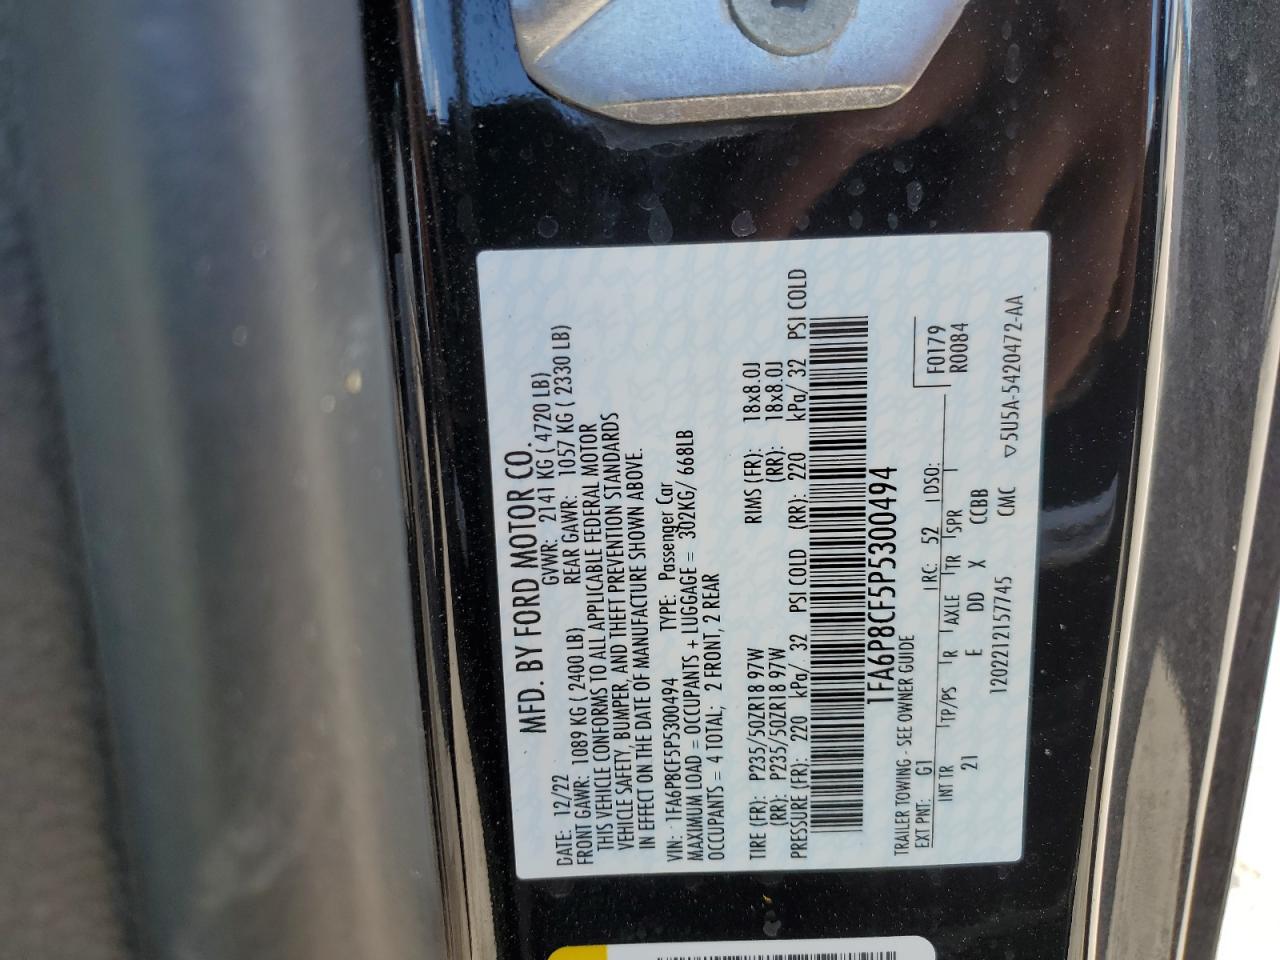 MFD. BY FORD MOTOR CO.
DATE: 12/22 GVWR: 2141 KG ( 4720 LB)
FRONT GAWR: 1089 KG ( 2400 LB) REAR GAWR: 1057 KG ( 2330 LB)
THIS VEHICLE CONFORMS TO ALL APPLICABLE FEDERAL MOTOR
VEHICLE SAFETY, BUMPER, AND THEFT PREVENTION STANDARDS
IN EFFECT ON THE DATE OF MANUFACTURE SHOWN ABOVE.
VIN: 1FA6P8CF5P5300494 TYPE: Passenger Car
MAXIMUM LOAD = OCCUPANTS + LUGGAGE = 302KG/ 668LB
OCCUPANTS = 4 TOTAL; 2 FRONT, 2 REAR
TIRE (FR): P235/50ZR18 97W RIMS (FR): 18x8.0J
(RR): P235/50ZR18 97W (RR): 18x8.0J
PRESSURE (FR): 220 kPa/ 32 PSI COLD (RR): 220 kPa/ 32 PSI COLD
1FA6P8CF5P5300494
TRAILER TOWING - SEE OWNER GUIDE
EXT PNT: G1 RC: 52 DSO: F0179
R0084
INT TR TP/PS R AXLE TR SPR
21 E DD X CCBB
120221215774​5 CMC ▽5U5A-5420472-AA